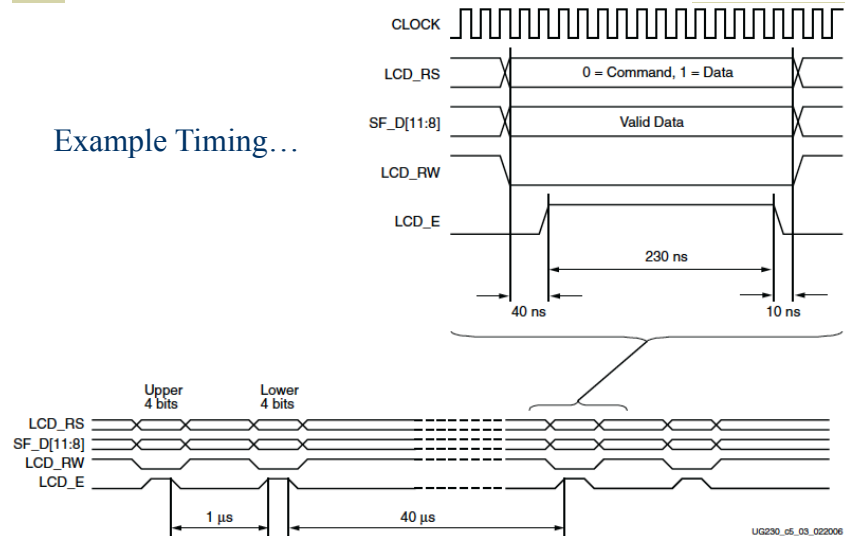 CLOCK
LCD_RS
0 = Command, 1 = Data
SF_D[11:8]
Valid Data
Example Timing…
LCD_RW
LCD_E
230 ns
40 ns
10 ns
Upper
4 bits
Lower
4 bits
LCD_RS
SF_D[11:8]
LCD_RW
LCD_E
1 µs
40 µs
UG230_c5_03_022006